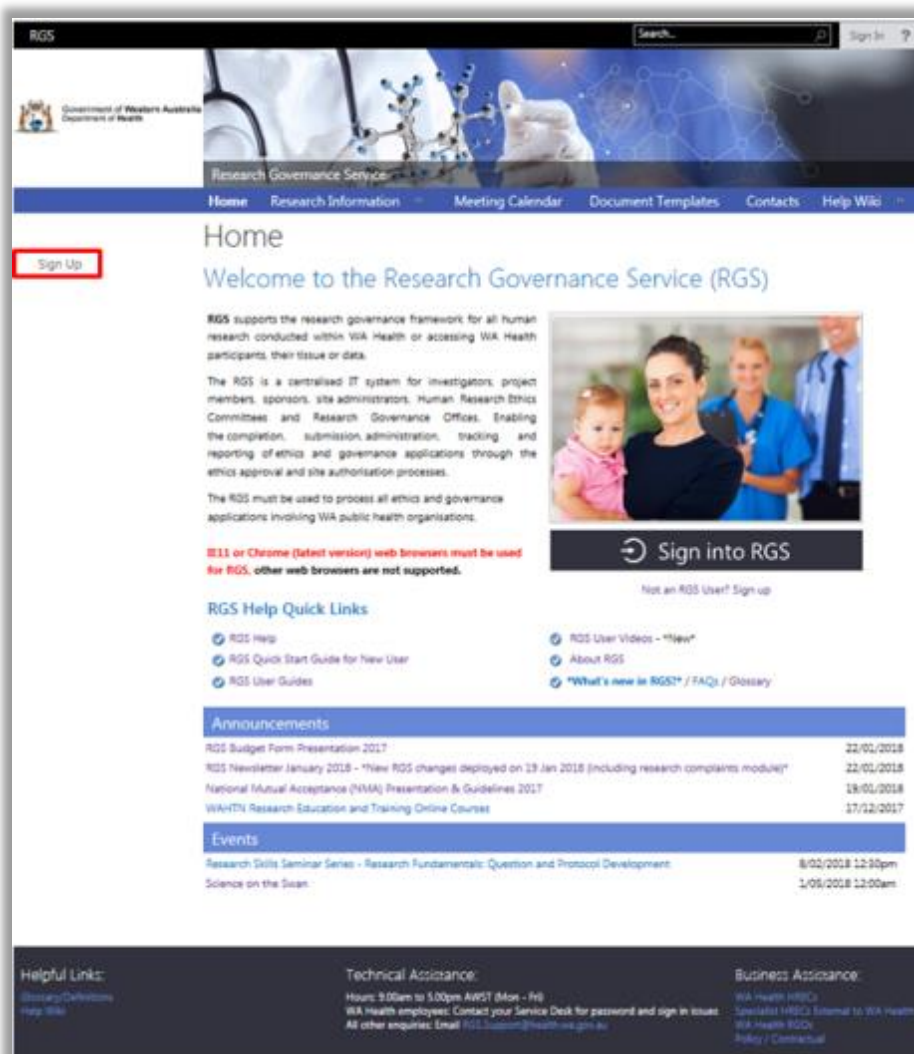 RGS
Search...
Sign In ?
Government of Western Australia
Department of Health
Research Governance Service
Home Research Information Meeting Calendar Document Templates Contacts Help Wiki
Sign Up
Home
Welcome to the Research Governance Service (RGS)
RGS supports the research governance framework for all human
research conducted within WA Health or accessing WA Health
participants, their tissue or data.
The RGS is a centralised IT system for investigators, project
members, sponsors, site administrators, Human Research Ethics
Committees and Research Governance Offices. Enabling
the completion, submission, administration, tracking and
reporting of ethics and governance applications through the
ethics approval and site authorisation processes.
The RGS must be used to process all ethics and governance
applications involving WA public health organisations.
IE11 or Chrome (latest version) web browsers must be used
for RGS, other web browsers are not supported.
Sign into RGS
Not an RGS User? Sign up
RGS Help Quick Links
RGS Help
RGS Quick Start Guide for New User
RGS User Guides
RGS User Videos - *New*
About RGS
*What's new in RGS?* / FAQs / Glossary
Announcements
RGS Budget Form Presentation 2017 22/01/2018
RGS Newsletter January 2018 - *New RGS changes deployed on 19 Jan 2018 (including research complaints module)* 22/01/2018
National Mutual Acceptance (NMA) Presentation & Guidelines 2017 19/01/2018
WAHTN Research Education and Training Online Courses 17/12/2017
Events
Research Skills Seminar Series - Research Fundamentals: Question and Protocol Development 8/02/2018 12:30pm
Science on the Swan 1/05/2018 12:00am
Helpful Links:
Glossary/Definitions
Help Wiki
Technical Assistance:
Hours: 9.00am to 5.00pm AWST (Mon - Fri)
WA Health employees: Contact your Service Desk for password and sign in issues
All other enquiries: Email RGS.Support@health.wa.gov.au
Business Assistance:
WA Health HRECs
Specialist HRECs External to WA Health
WA Health RGOs
Policy / Contractual